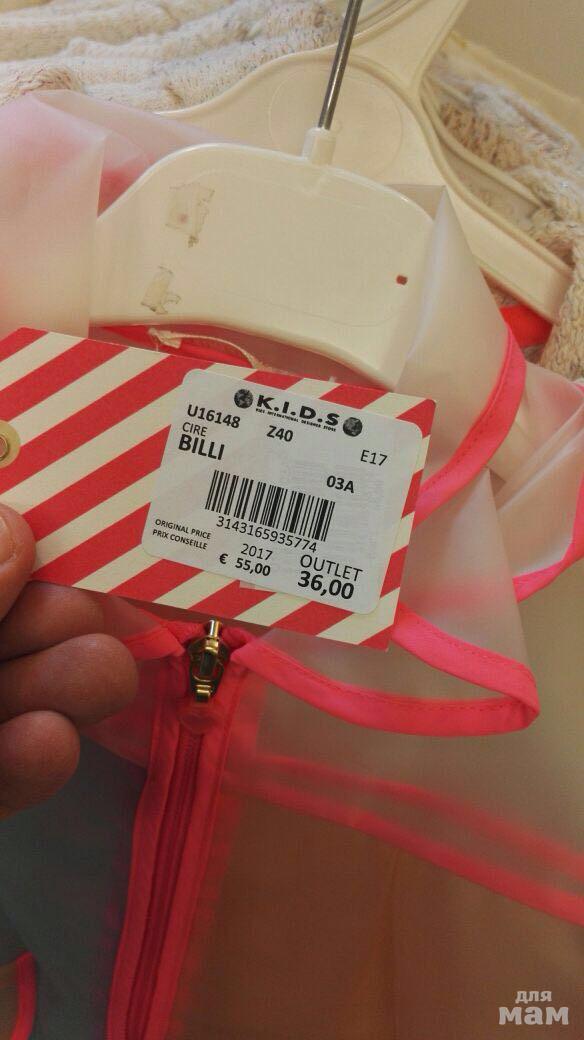 K.I.D.S
KIDS INTERNATIONAL DESIGNER STORE
U16148 Z40
CIRE E17
BILLI
03A
3143165935774
ORIGINAL PRICE
PRIX CONSEILLE
2017 OUTLET
€ 55,00 36,00
для
мам